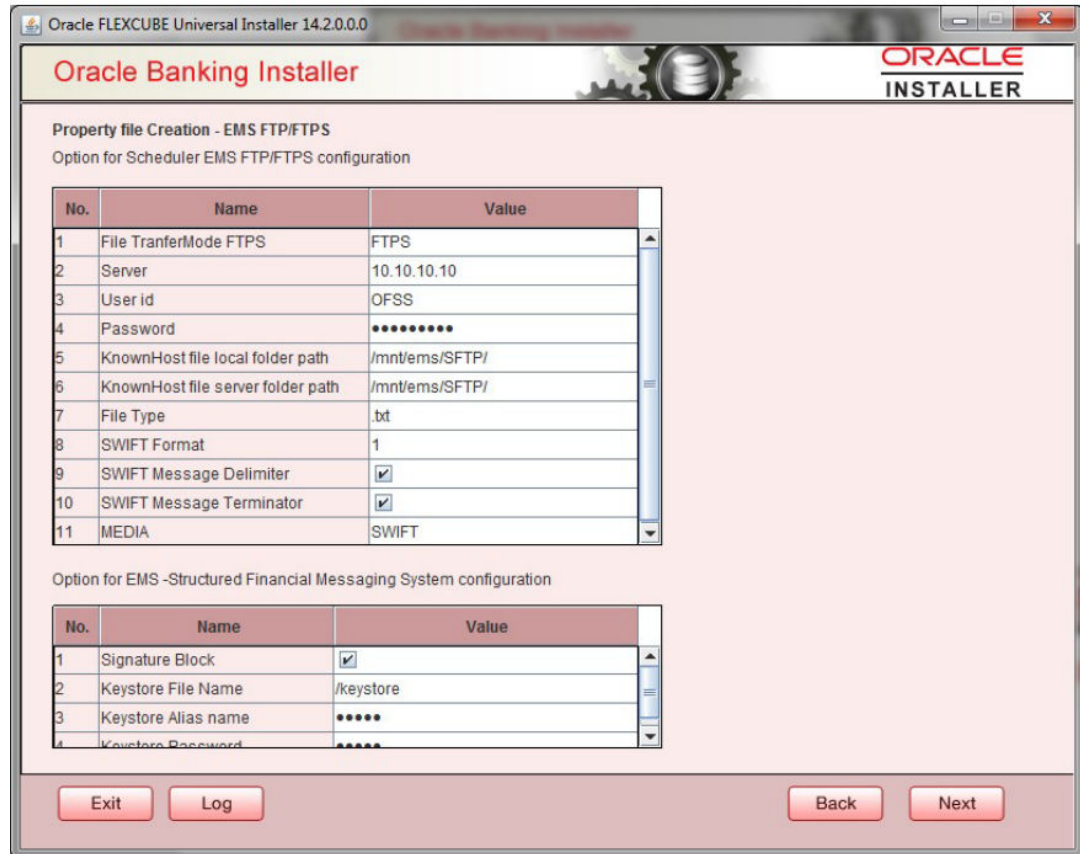 Oracle FLEXCUBE Universal Installer 14.2.0.0.0
Oracle Banking Installer
ORACLE
INSTALLER
Property file Creation - EMS FTP/FTPS
Option for Scheduler EMS FTP/FTPS configuration
No. Name Value
1 File TranferMode FTPS FTPS
2 Server 10.10.10.10
3 User id OFSS
4 Password •••••••••
5 KnownHost file local folder path /mnt/ems/SFTP/
6 KnownHost file server folder path /mnt/ems/SFTP/
7 File Type .txt
8 SWIFT Format 1
9 SWIFT Message Delimiter
10 SWIFT Message Terminator
11 MEDIA SWIFT
Option for EMS -Structured Financial Messaging System configuration
No. Name Value
1 Signature Block
2 Keystore File Name /keystore
3 Keystore Alias name •••••
4 Keystore Password •••••
Exit Log Back Next